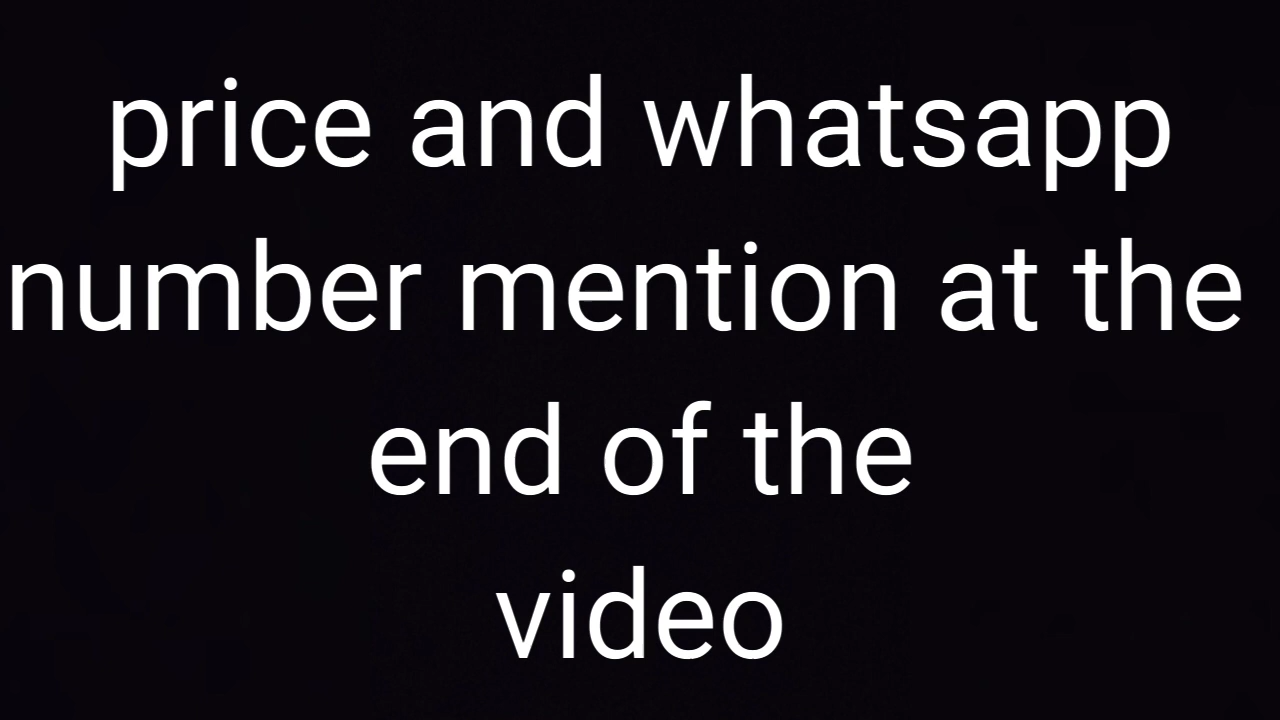 price and whatsapp
number mention at the
end of the
video